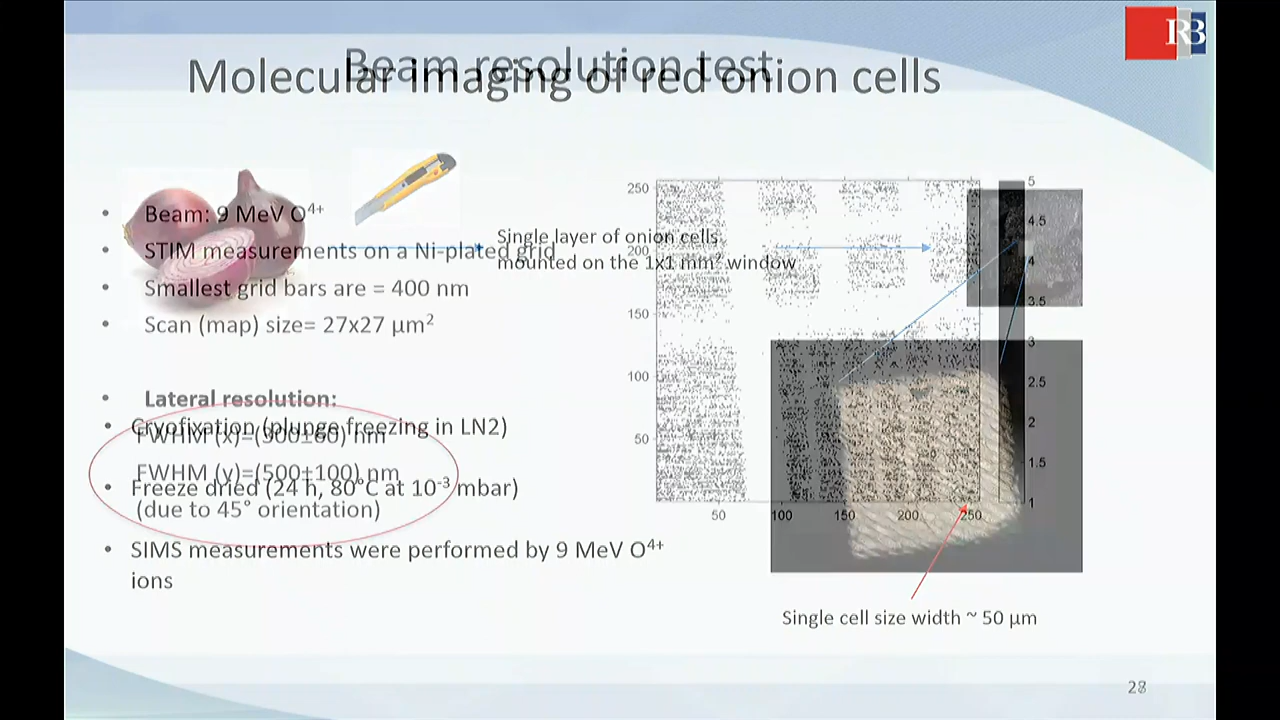 RB
Beam resolution test
Molecular imaging of red onion cells
• Beam: 9 MeV O⁴⁺
• STIM measurements on a Ni-plated grid
• Smallest grid bars are = 400 nm
• Scan (map) size= 27x27 µm²
• Lateral resolution:
FWHM (y)=(500±100) nm
(due to 45° orientation)
Single layer of onion cells
mounted on the 1x1 mm² window
• Cryofixation (plunge freezing in LN2)
• Freeze dried (24 h, 80°C at 10⁻³ mbar)
• SIMS measurements were performed by 9 MeV O⁴⁺
ions
250
200
150
100
50
50 100 150 200 250
5
4.5
4
3.5
3
2.5
2
1.5
1
Single cell size width ~ 50 µm